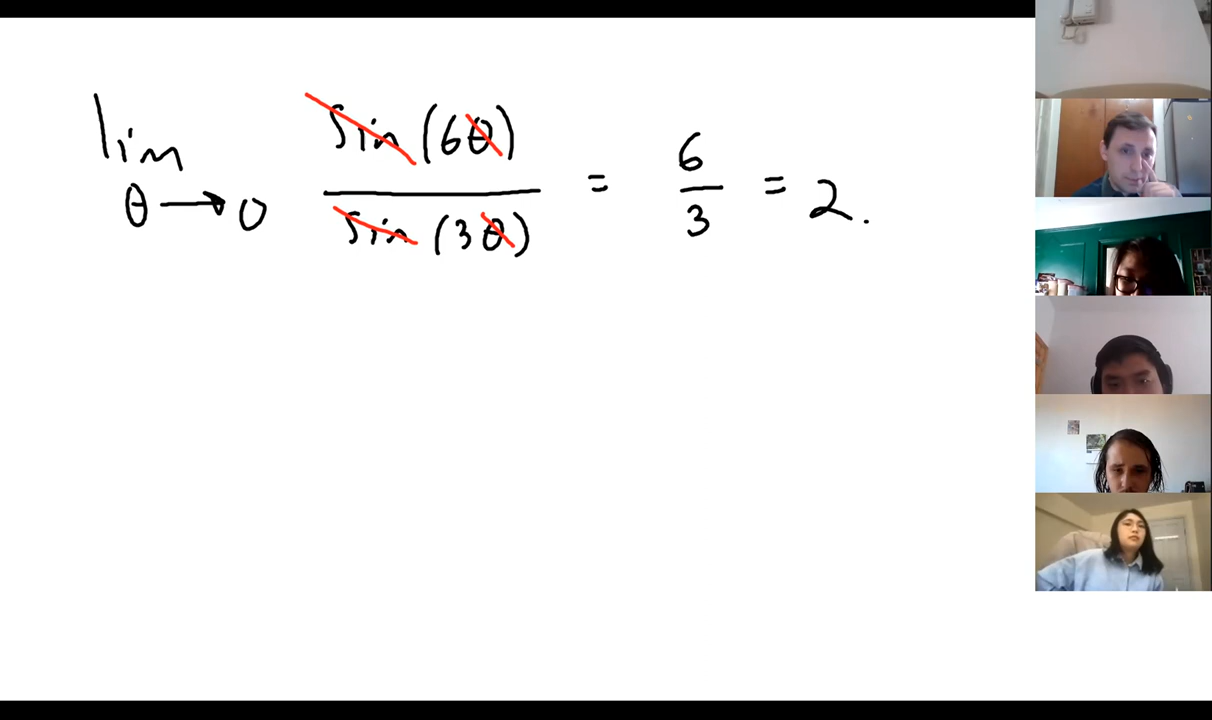 lim θ→0 sin(6θ)/sin(3θ) = 6/3 = 2.